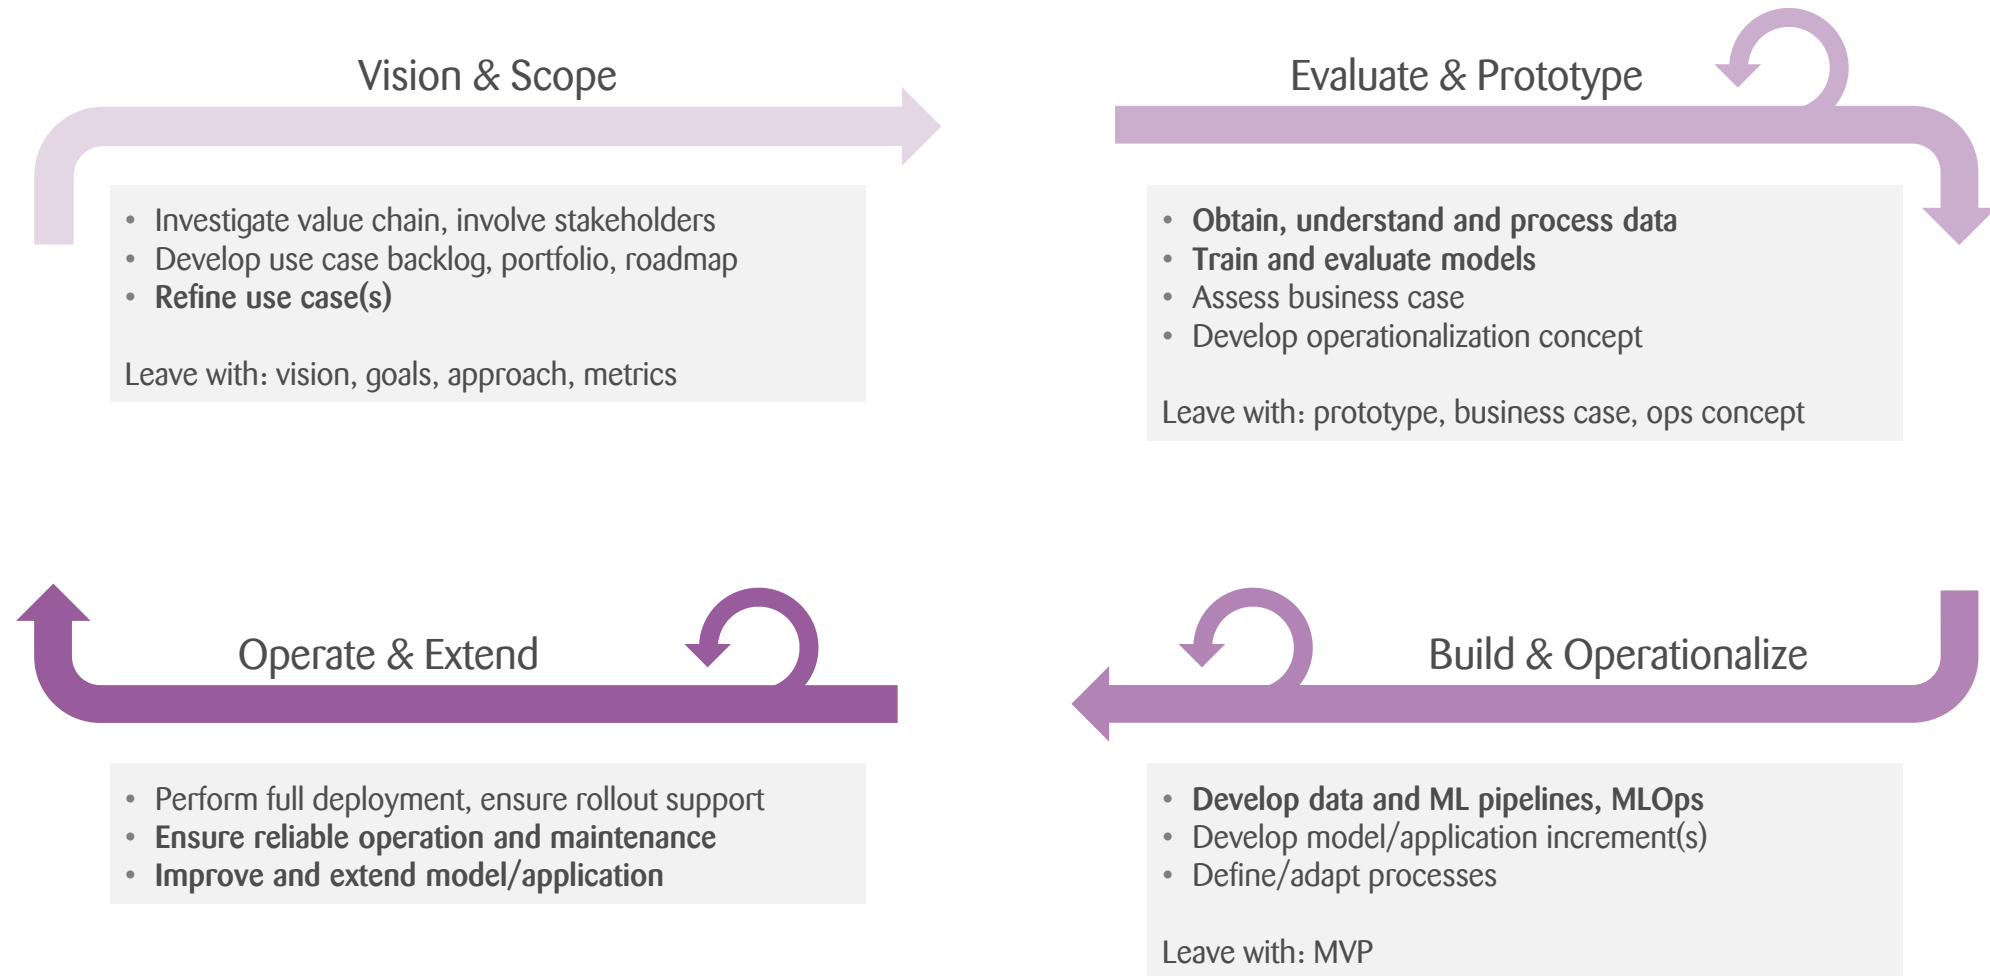 Vision & Scope
• Investigate value chain, involve stakeholders
• Develop use case backlog, portfolio, roadmap
• Refine use case(s)
Leave with: vision, goals, approach, metrics
Evaluate & Prototype
• Obtain, understand and process data
• Train and evaluate models
• Assess business case
• Develop operationalization concept
Leave with: prototype, business case, ops concept
Operate & Extend
• Perform full deployment, ensure rollout support
• Ensure reliable operation and maintenance
• Improve and extend model/application
Build & Operationalize
• Develop data and ML pipelines, MLOps
• Develop model/application increment(s)
• Define/adapt processes
Leave with: MVP